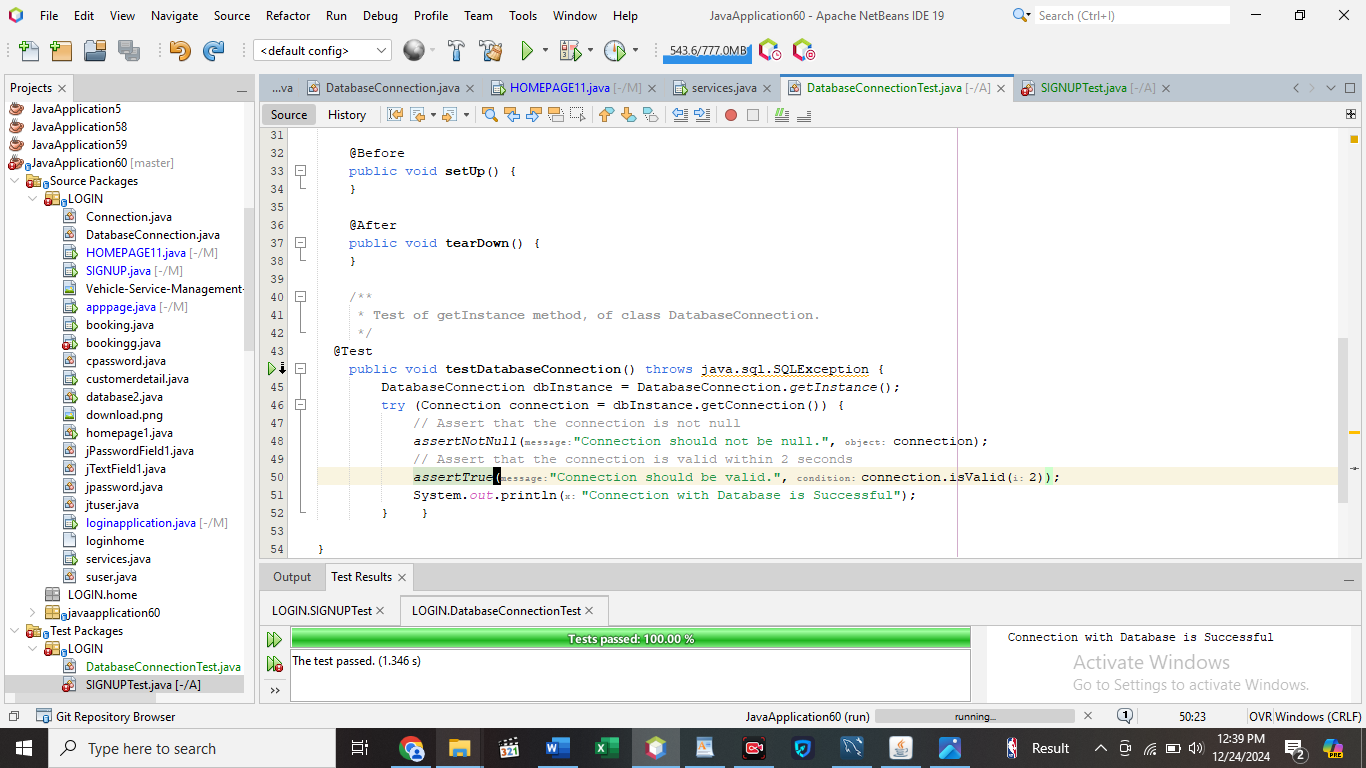 File Edit View Navigate Source Refactor Run Debug Profile Team Tools Window Help JavaApplication60 - Apache NetBeans IDE 19 Search (Ctrl+I)
<default config> 543.6/777.0MB
Projects
JavaApplication5
JavaApplication58
JavaApplication59
JavaApplication60 [master]
Source Packages
LOGIN
Connection.java
DatabaseConnection.java
HOMEPAGE11.java [-/M]
SIGNUP.java [-/M]
Vehicle-Service-Management-
apppage.java [-/M]
booking.java
bookingg.java
cpassword.java
customerdetail.java
database2.java
download.png
homepage1.java
jPasswordField1.java
jTextField1.java
jpassword.java
jtuser.java
loginapplication.java [-/M]
loginhome
services.java
suser.java
LOGIN.home
javaapplication60
Test Packages
LOGIN
DatabaseConnectionTest.java
SIGNUPTest.java [-/A]
...va DatabaseConnection.java HOMEPAGE11.java [-/M] services.java DatabaseConnectionTest.java [-/A] SIGNUPTest.java [-/A]
Source History
31
32 @Before
33 public void setUp() {
34 }
35
36 @After
37 public void tearDown() {
38 }
39
40 /**
41 * Test of getInstance method, of class DatabaseConnection.
42 */
43 @Test
public void testDatabaseConnection() throws java.sql.SQLException {
45 DatabaseConnection dbInstance = DatabaseConnection.getInstance();
46 try (Connection connection = dbInstance.getConnection()) {
47 // Assert that the connection is not null
48 assertNotNull(message: "Connection should not be null.", object: connection);
49 // Assert that the connection is valid within 2 seconds
50 assertTrue(message: "Connection should be valid.", condition: connection.isValid(i: 2));
51 System.out.println(x: "Connection with Database is Successful");
52 } }
53
54 }
Output Test Results
LOGIN.SIGNUPTest LOGIN.DatabaseConnectionTest
Tests passed: 100.00 %
The test passed. (1.346 s)
Connection with Database is Successful
Activate Windows
Go to Settings to activate Windows.
Git Repository Browser JavaApplication60 (run) running... 1 50:23 OVR Windows (CRLF)
Type here to search Result 12:39 PM
12/24/2024 2 PRE